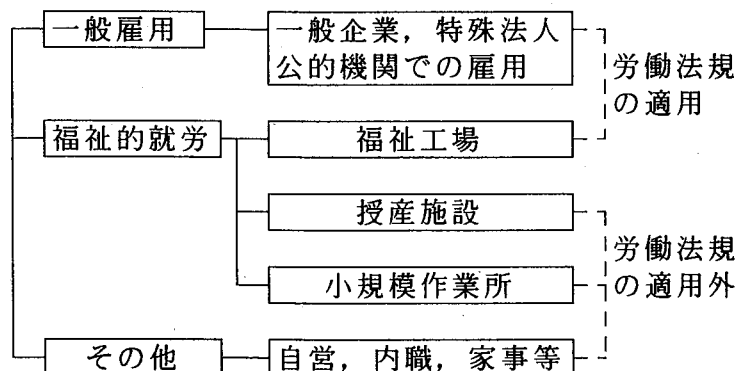 一般雇用
一般企業，特殊法人
公的機関での雇用
労働法規
の適用
福祉的就労
福祉工場
授産施設
小規模作業所
労働法規
の適用外
その他
自営，内職，家事等